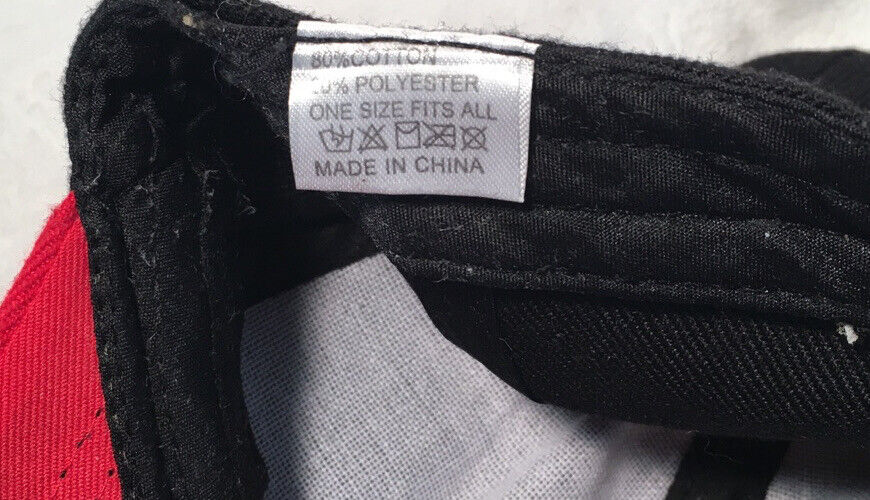 80%COTTON
% POLYESTER
ONE SIZE FITS ALL
MADE IN CHINA